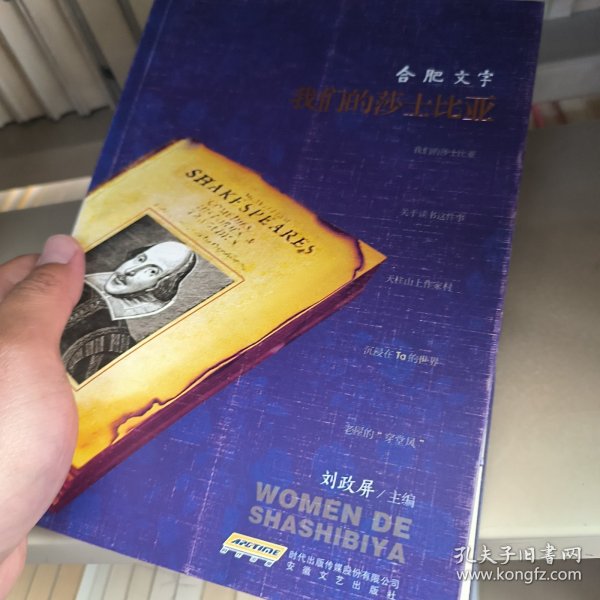 合肥文字
我们的莎士比亚
我们的莎士比亚
关于读书这件事
天柱山上作家村
沉浸在Ta的世界
老屋的“穿堂风”
SHAKESPEARES
刘政屏/主编
WOMEN DE
SHASHIBIYA
ARCTIME
时代出版传媒股份有限公司
安徽文艺出版社
孔夫子旧书网
www.kongfz.com